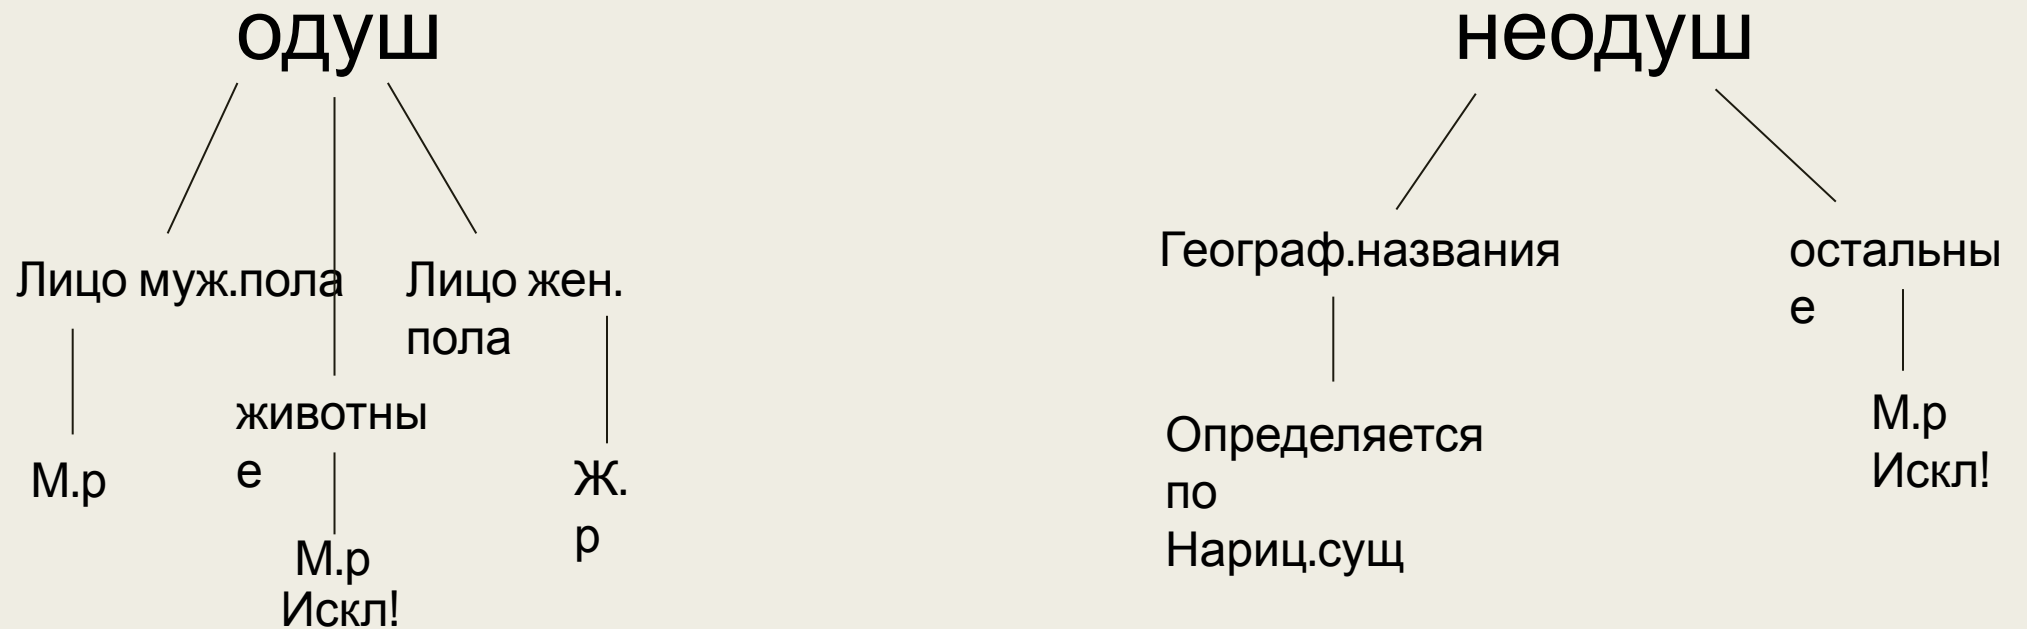 одуш
неодуш
Лицо муж.пола
Лицо жен.
пола
животны
е
М.р
Ж.
р
М.р
Искл!
Географ.названия
остальны
е
Определяется
по
Нариц.сущ
М.р
Искл!